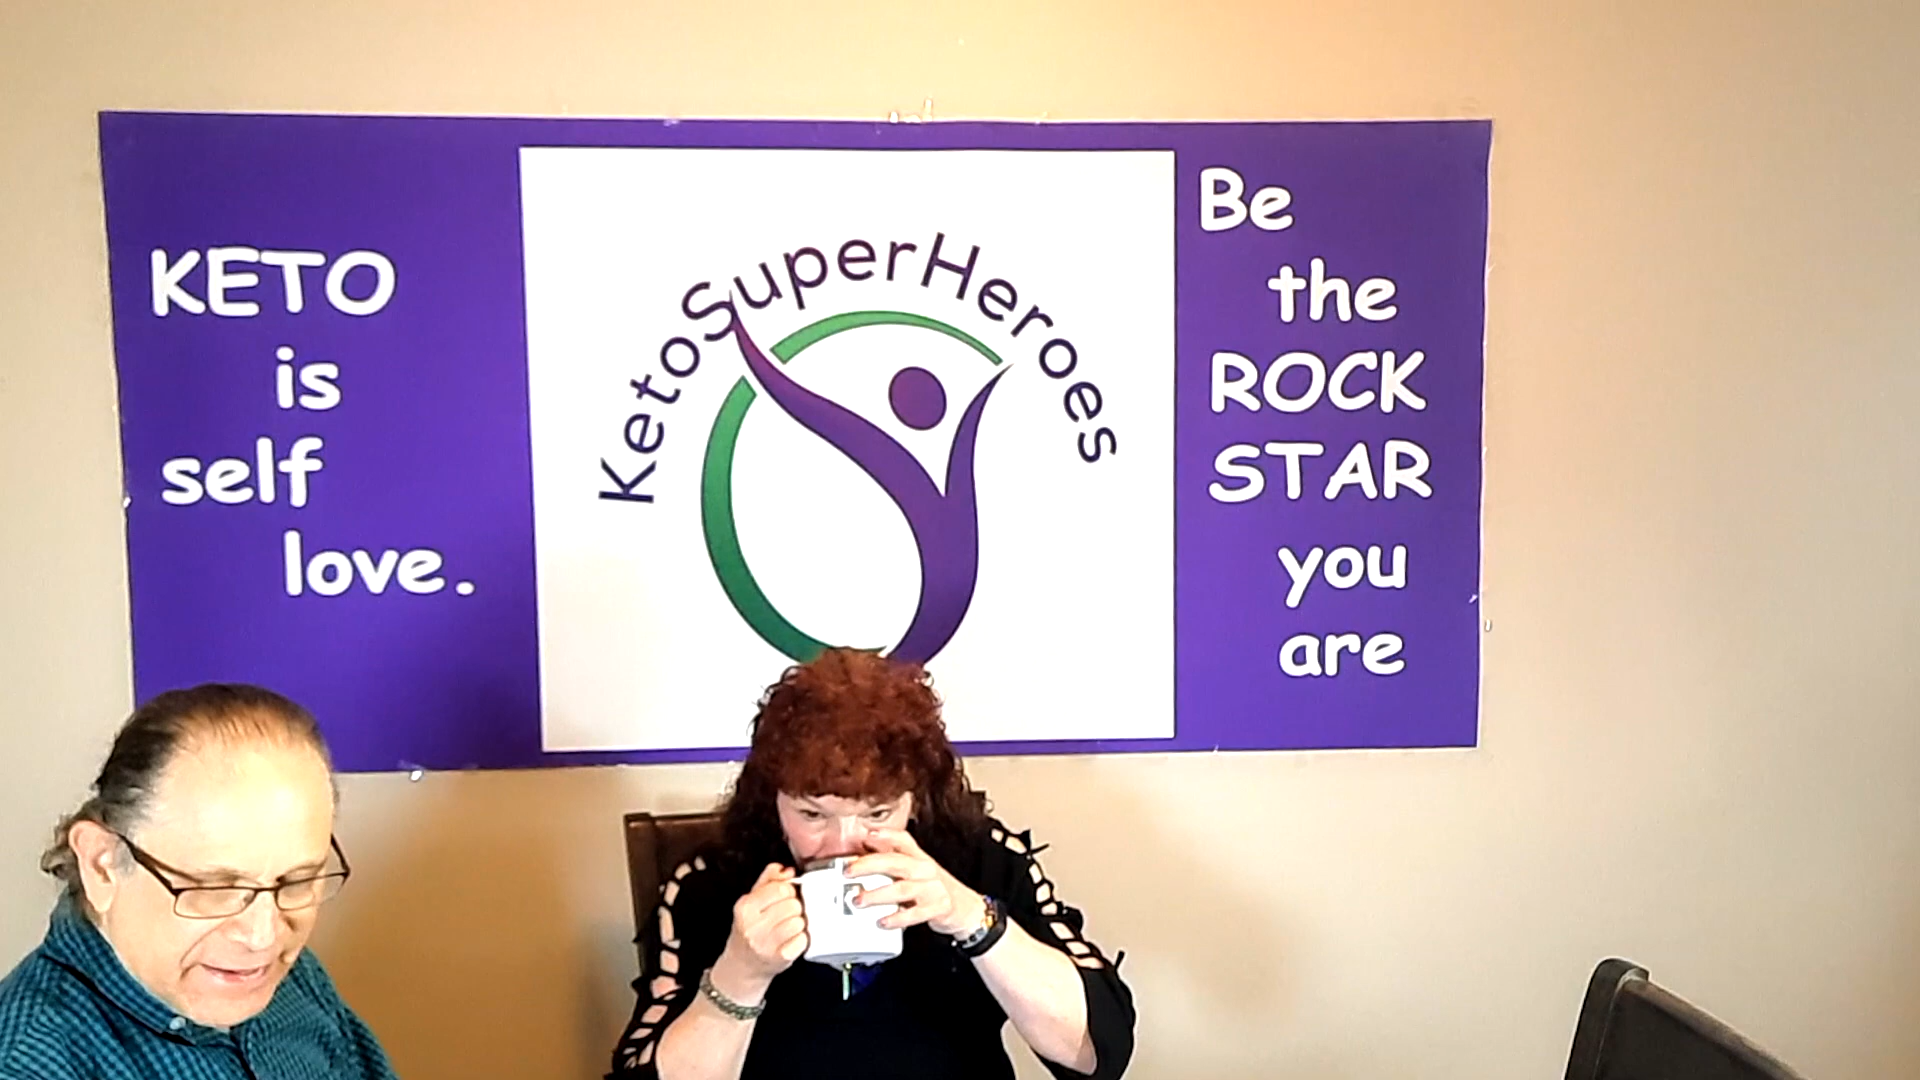 KETO
is
self
love.
KetoSuperHeroes
Be
the
ROCK
STAR
you
are